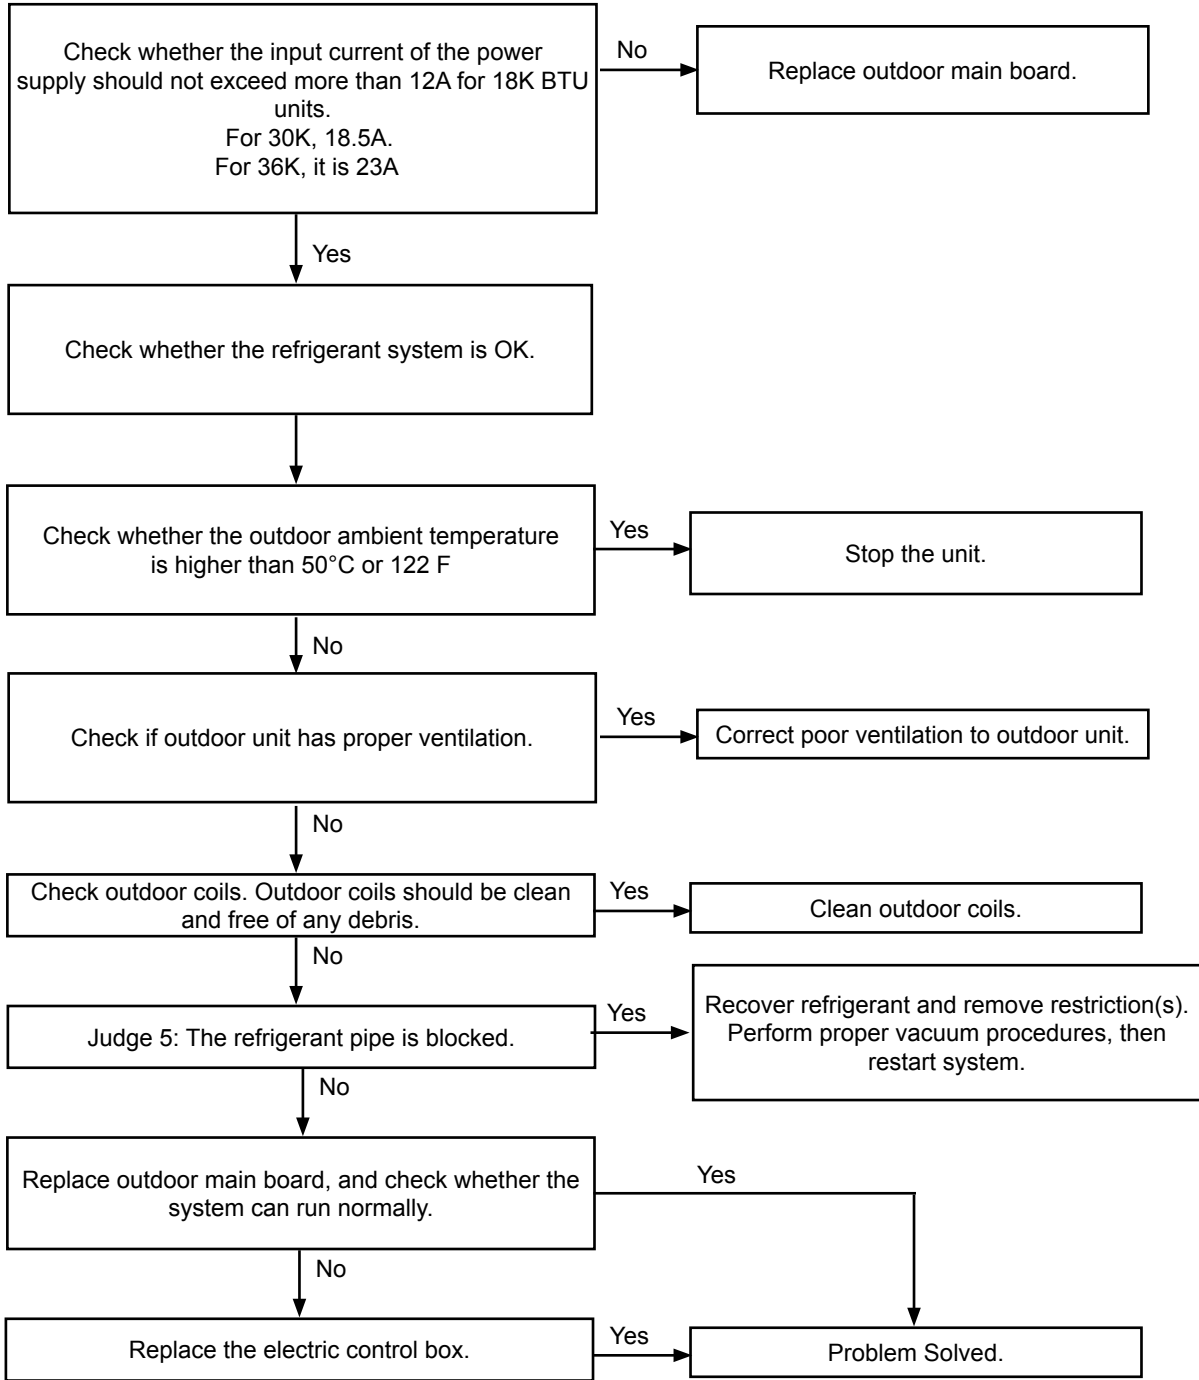 Check whether the input current of the power
supply should not exceed more than 12A for 18K BTU
units.
For 30K, 18.5A.
For 36K, it is 23A
No
Replace outdoor main board.
Yes
Check whether the refrigerant system is OK.
Check whether the outdoor ambient temperature
is higher than 50°C or 122 F
Yes
Stop the unit.
No
Check if outdoor unit has proper ventilation.
Yes
Correct poor ventilation to outdoor unit.
No
Check outdoor coils. Outdoor coils should be clean
and free of any debris.
Yes
Clean outdoor coils.
No
Judge 5: The refrigerant pipe is blocked.
Yes
Recover refrigerant and remove restriction(s).
Perform proper vacuum procedures, then
restart system.
No
Replace outdoor main board, and check whether the
system can run normally.
Yes
No
Replace the electric control box.
Yes
Problem Solved.